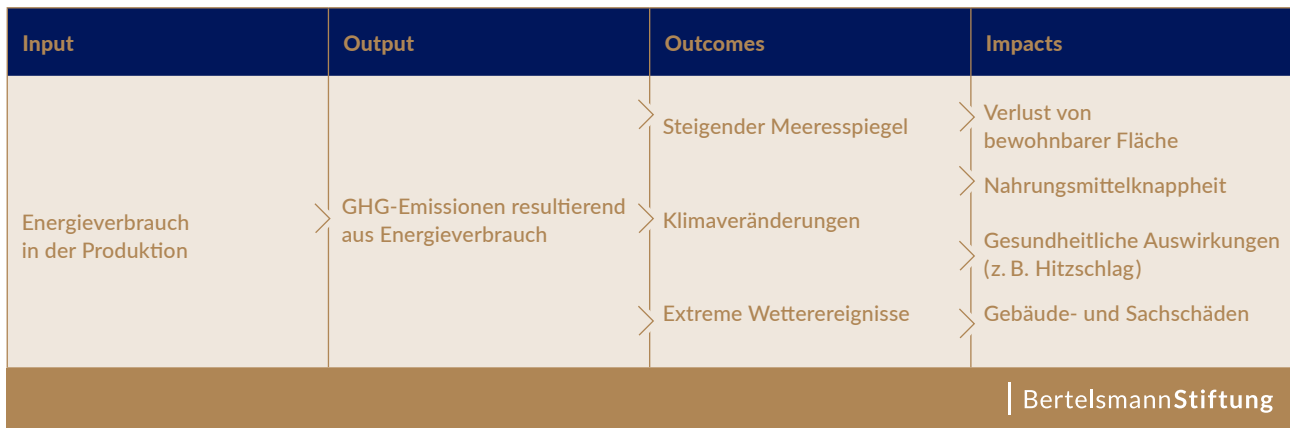 Input
Output
Outcomes
Impacts
Energieverbrauch
in der Produktion
GHG-Emissionen resultierend
aus Energieverbrauch
Steigender Meeresspiegel
Klimaveränderungen
Extreme Wetterereignisse
Verlust von
bewohnbarer Fläche
Nahrungsmittelknappheit
Gesundheitliche Auswirkungen
(z. B. Hitzschlag)
Gebäude- und Sachschäden
BertelsmannStiftung